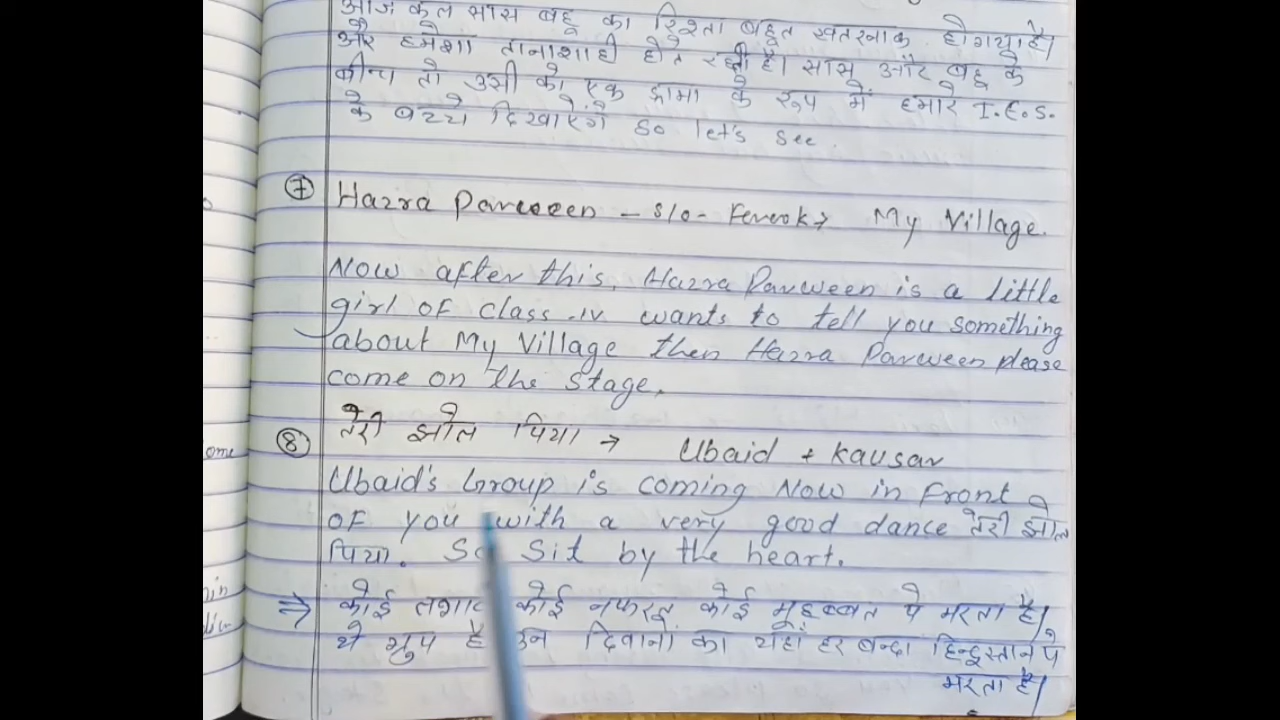 आज कल सास बहू का रिश्ता बहुत खतरनाक हो गया है।
और हमेशा तानाशाही होते रहती है। सास और बहू के
बीच तो उसी को एक ड्रामा के रूप में हमारे I.E.S.
के बच्चे दिखाएंगे so let's see.
⑦ Hazra Parween - s/o - → My Village.
Now after this, Hazra Parween is a little
girl of class -IV wants to tell you something
about My Village then Hazra Parween please
come on the stage.
⑧ तेरी झोल पिया → Ubaid + Kausar
Ubaid's Group is coming Now in Front
of you with a very good dance तेरी झोल
पिया. So Sit by the heart.
⇒ कोई कोई नफरत कोई मुहब्बत पे मरता है।
ये ग्रुप है उन दिवानों का यहाँ हर बन्दा हिन्दुस्तान पे
मरता है।
ome